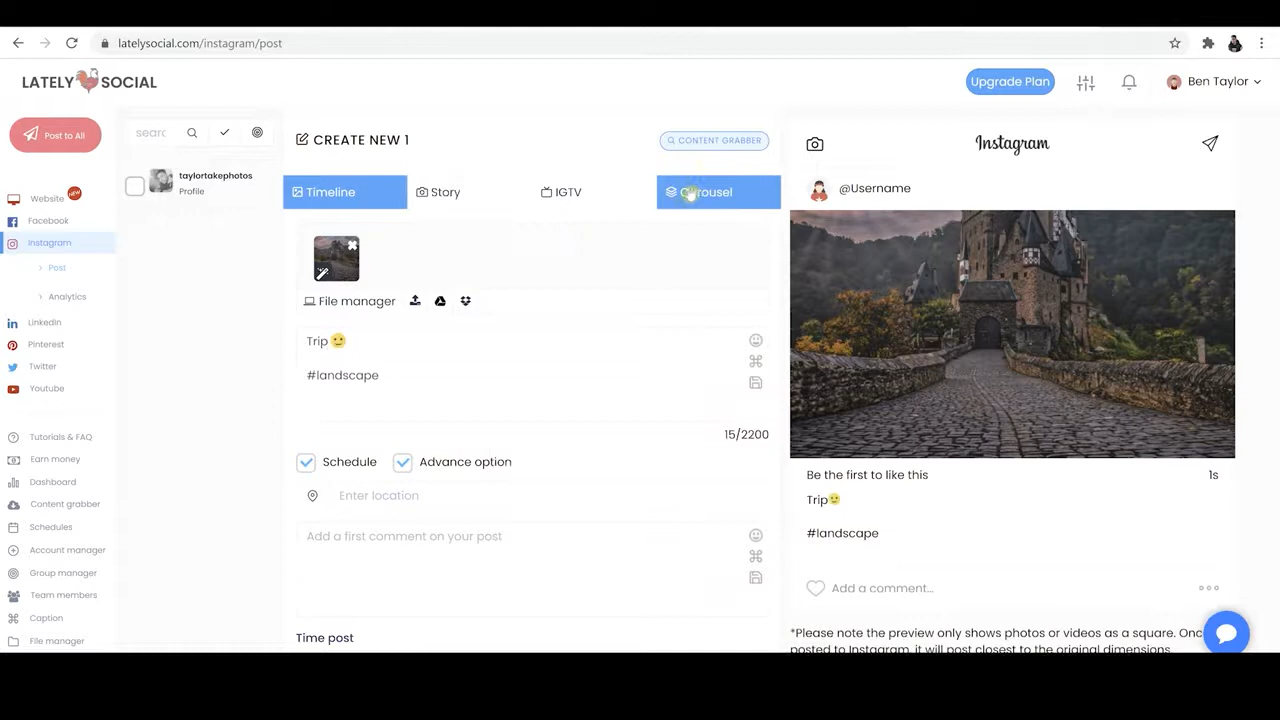 latelysocial.com/instagram/post
LATELY SOCIAL
Upgrade Plan
Ben Taylor
Post to All
searc
CREATE NEW 1
CONTENT GRABBER
Instagram
taylortakephotos
Profile
Timeline
Story
IGTV
Carousel
@Username
Website
NEW
Facebook
Instagram
Post
Analytics
LinkedIn
Pinterest
Twitter
Youtube
Tutorials & FAQ
Earn money
Dashboard
Content grabber
Schedules
Account manager
Group manager
Team members
Caption
File manager
File manager
Trip
#landscape
15/2200
Schedule
Advance option
Enter location
Add a first comment on your post
Time post
Be the first to like this
1s
Trip
#landscape
Add a comment...
*Please note the preview only shows photos or videos as a square. Onc
posted to Instagram, it will post closest to the original dimensions.